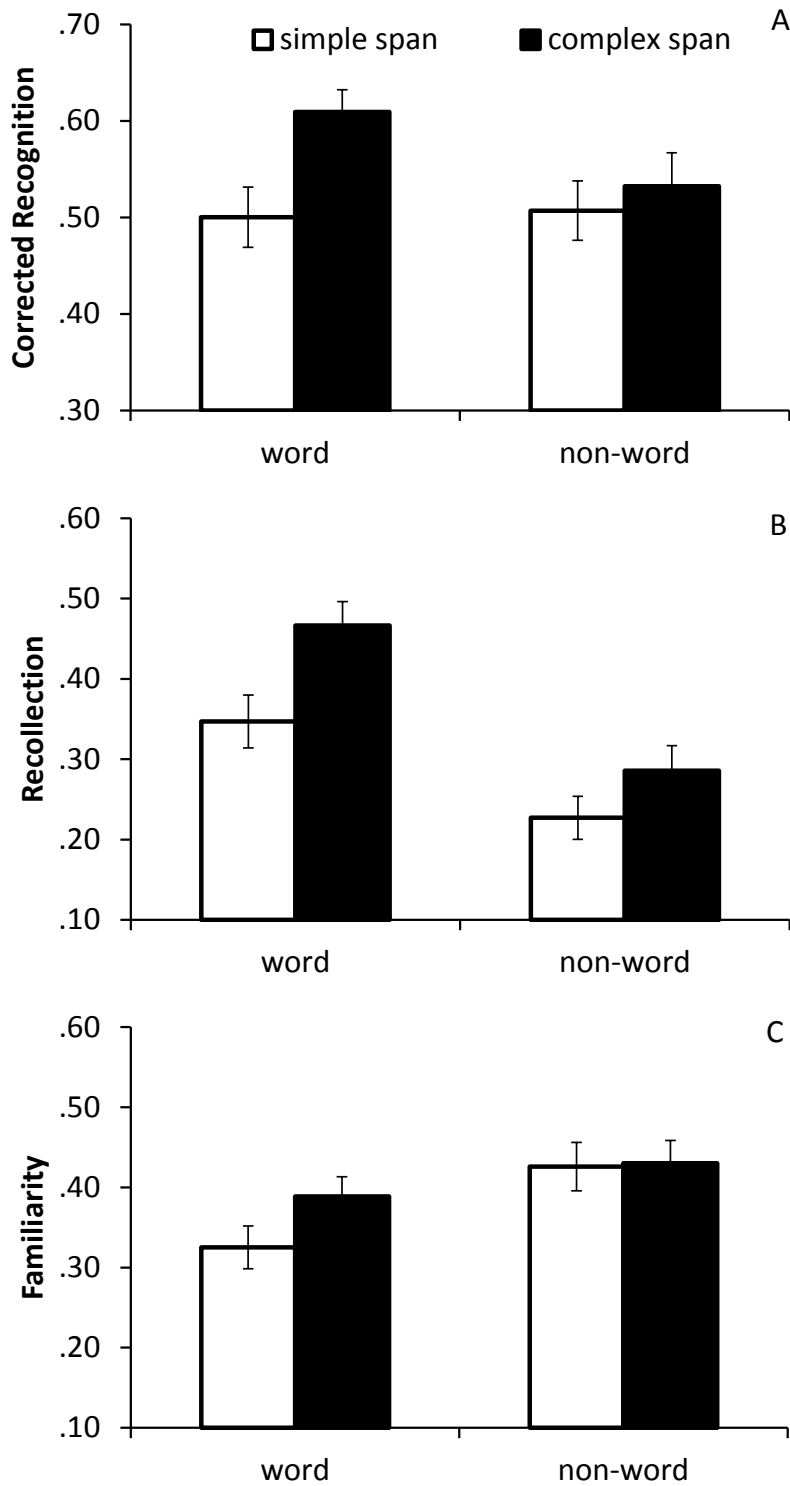 A
simple span complex span
Corrected Recognition
.70
.60
.50
.40
.30
word non-word
B
Recollection
.60
.50
.40
.30
.20
.10
word non-word
C
Familiarity
.60
.50
.40
.30
.20
.10
word non-word